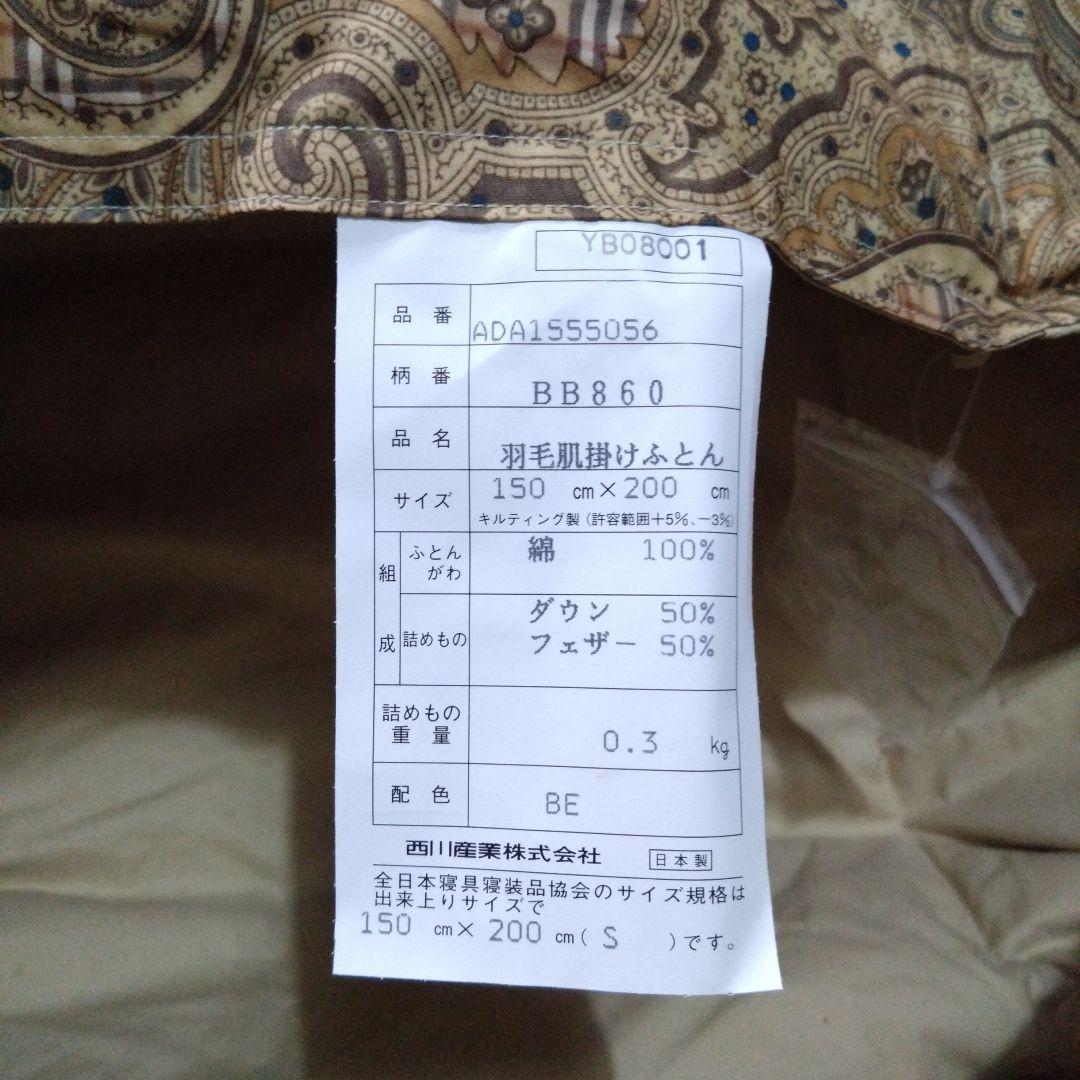 YB08001
品番 ADA1555056
柄番 BB860
品名 羽毛肌掛けふとん
サイズ 150 cm×200 cm
キルティング製(許容範囲+5%、-3%)
組成 ふとんがわ 綿 100%
詰めもの ダウン 50%
フェザー 50%
詰めもの重量 0.3 kg
配色 BE
西川産業株式会社 日本製
全日本寝具寝装品協会のサイズ規格は
出来上りサイズで
150 cm×200 cm(S)です。